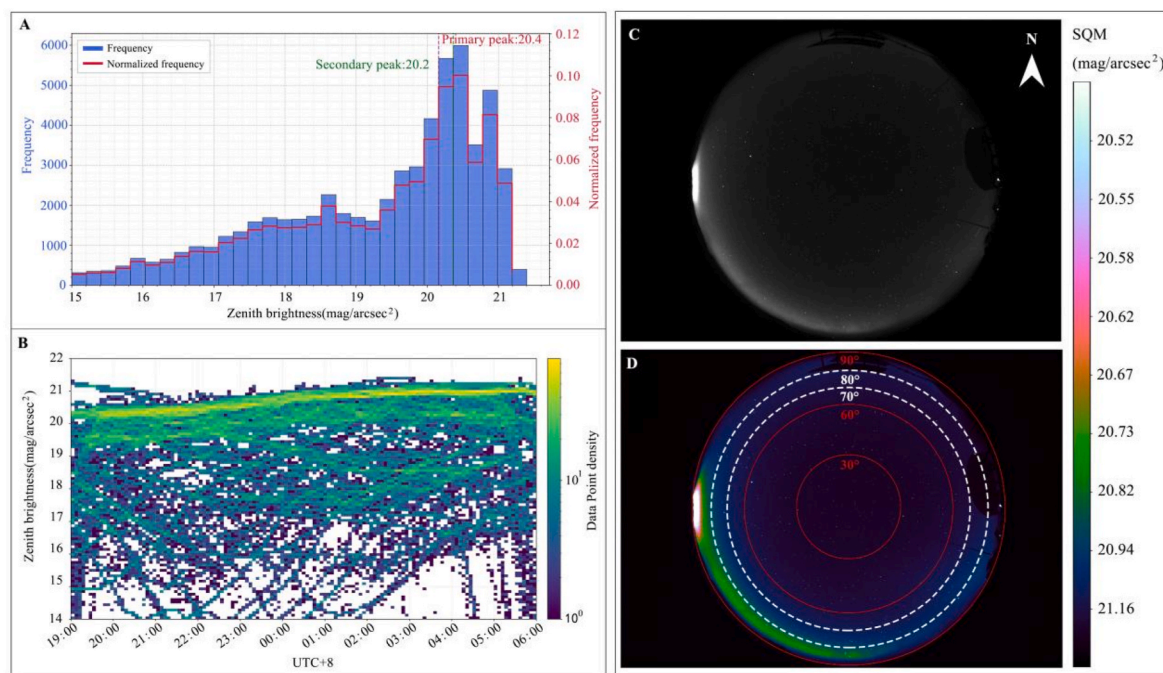 A
Frequency
Normalized frequency
Primary peak:20.4
Secondary peak:20.2
6000
5000
4000
3000
2000
1000
0
Frequency
0.12
0.10
0.08
0.06
0.04
0.02
0.00
Normalized frequency
15 16 17 18 19 20 21
Zenith brightness(mag/arcsec²)
B
22
21
20
19
18
17
16
15
14
Zenith brightness(mag/arcsec²)
19:00 20:00 21:00 22:00 23:00 00:00 01:00 02:00 03:00 04:00 05:00 06:00
UTC+8
10¹
10⁰
Data Point density
C
N
D
90°
80°
70°
60°
30°
SQM
(mag/arcsec²)
20.52
20.55
20.58
20.62
20.67
20.73
20.82
20.94
21.16